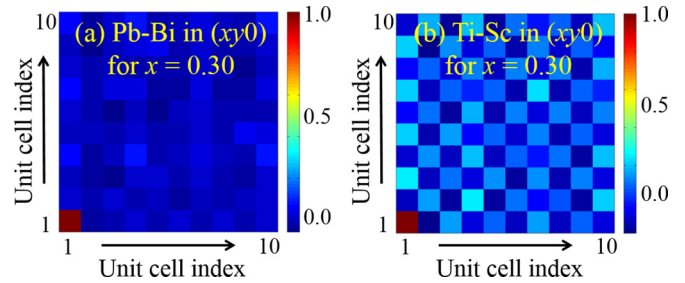 10
(a) Pb-Bi in (xy0)
for x = 0.30
Unit cell index
1
1
10
Unit cell index
1.0
0.5
0.0
10
(b) Ti-Sc in (xy0)
for x = 0.30
Unit cell index
1
1
10
Unit cell index
1.0
0.5
0.0